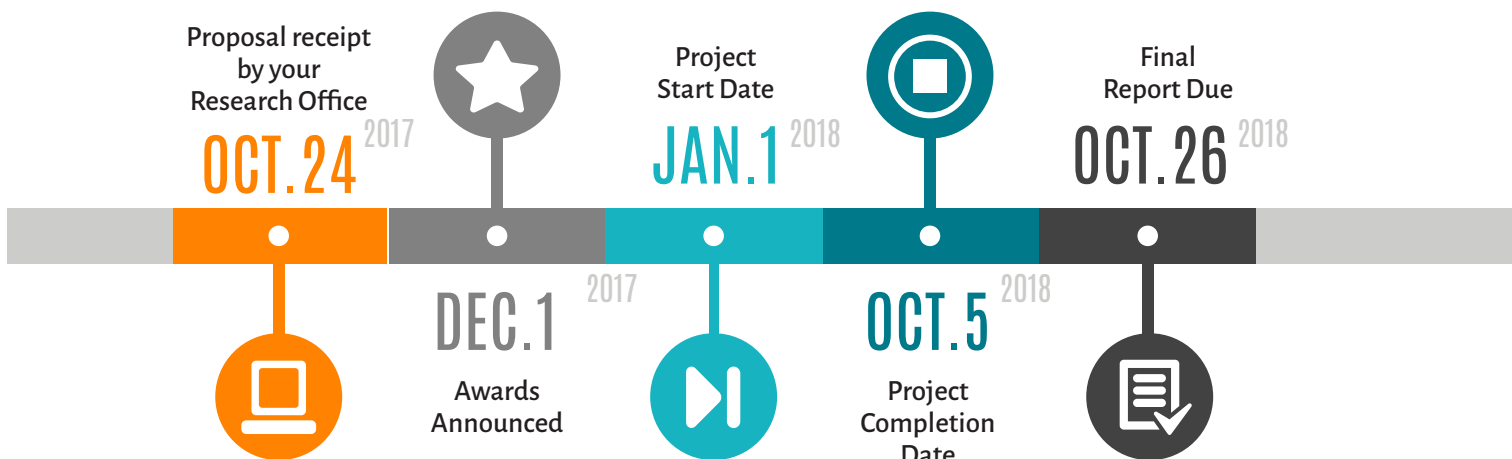 Proposal receipt
by your
Research Office
OCT.24 2017
DEC.1 2017
Awards
Announced
Project
Start Date
JAN.1 2018
OCT.5 2018
Project
Completion
Date
Final
Report Due
OCT.26 2018